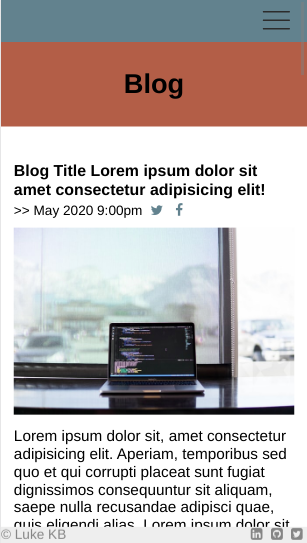 Blog
Blog Title Lorem ipsum dolor sit
amet consectetur adipisicing elit!
>> May 2020 9:00pm
Lorem ipsum dolor sit, amet consectetur
adipisicing elit. Aperiam, temporibus sed
quo et qui corrupti placeat sunt fugiat
dignissimos consequuntur sit aliquam,
saepe nulla recusandae adipisci quae,
quis eligendi alias. Lorem ipsum dolor sit
© Luke KB